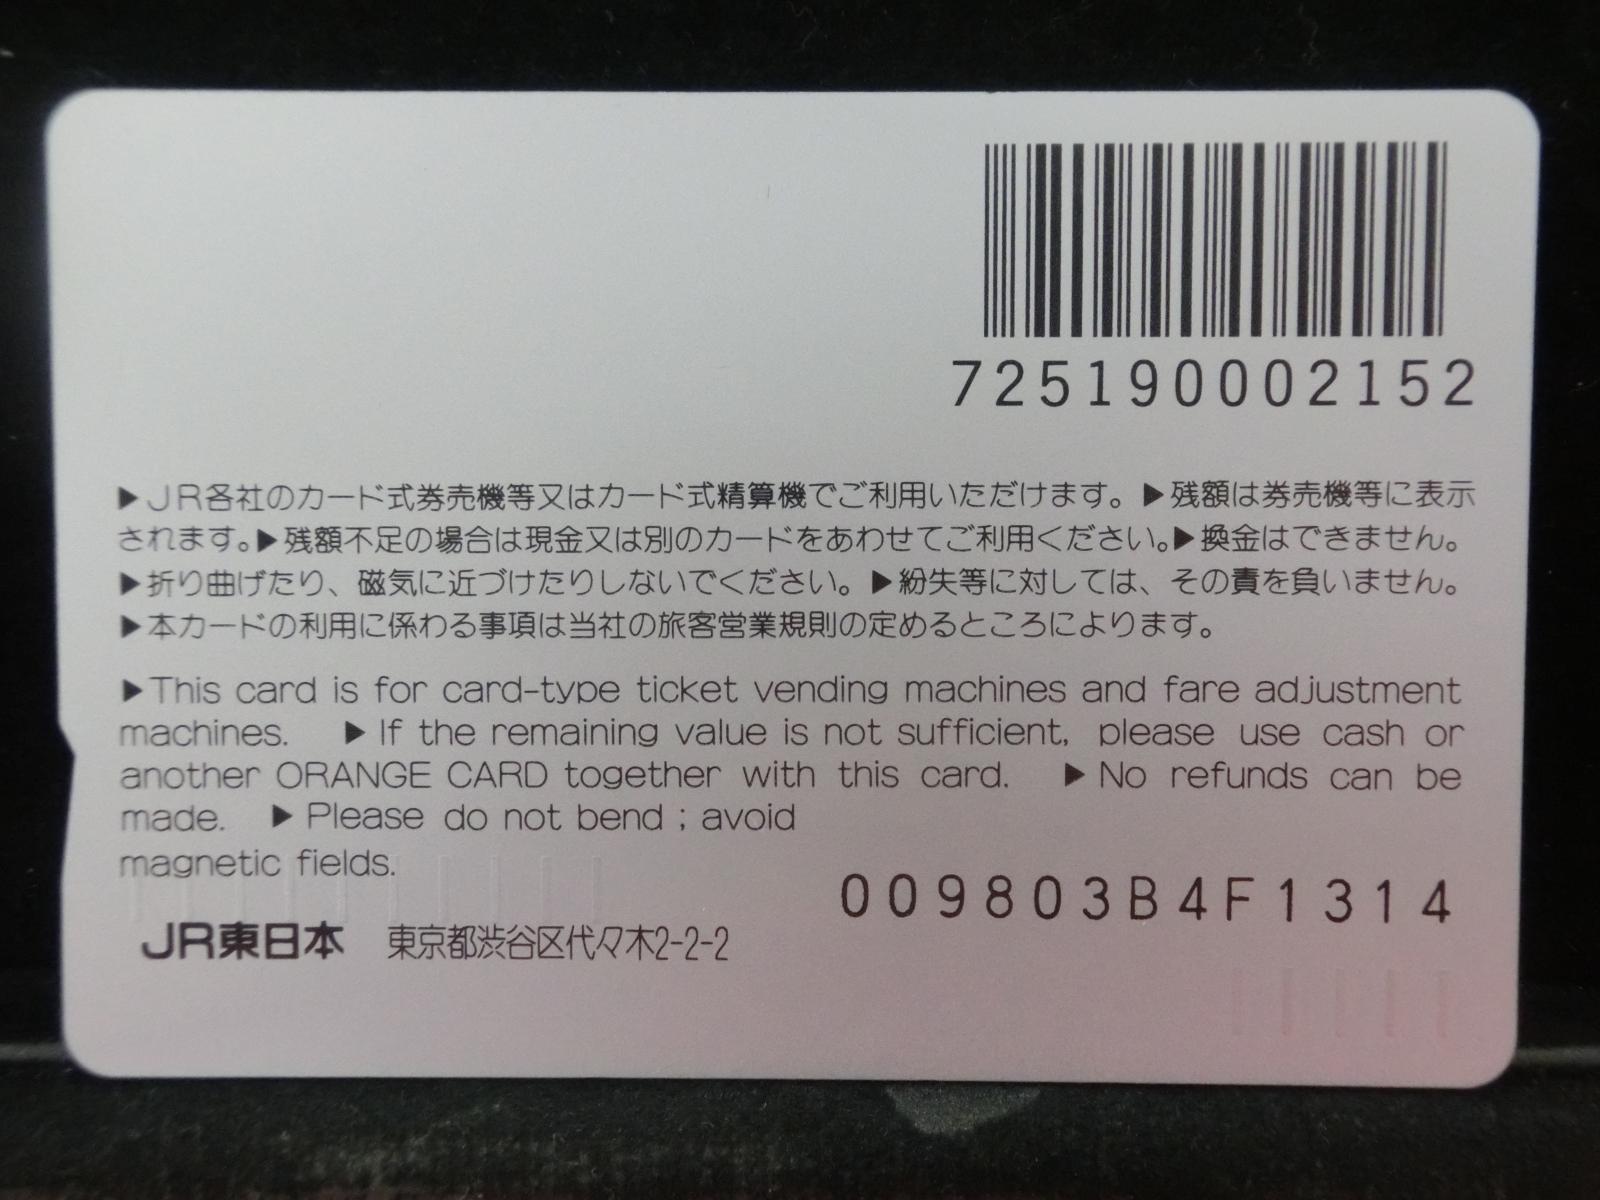 725190002152
▶JR各社のカード式券売機等又はカード式精算機でご利用いただけます。▶残額は券売機等に表示
されます。▶残額不足の場合は現金又は別のカードをあわせてご利用ください。▶換金はできません。
▶折り曲げたり、磁気に近づけたりしないでください。▶紛失等に対しては、その責を負いません。
▶本カードの利用に係わる事項は当社の旅客営業規則の定めるところによります。
▶This card is for card-type ticket vending machines and fare adjustment
machines. ▶If the remaining value is not sufficient, please use cash or
another ORANGE CARD together with this card. ▶No refunds can be
made. ▶Please do not bend ; avoid
magnetic fields.
009803B4F1314
JR東日本 東京都渋谷区代々木2-2-2